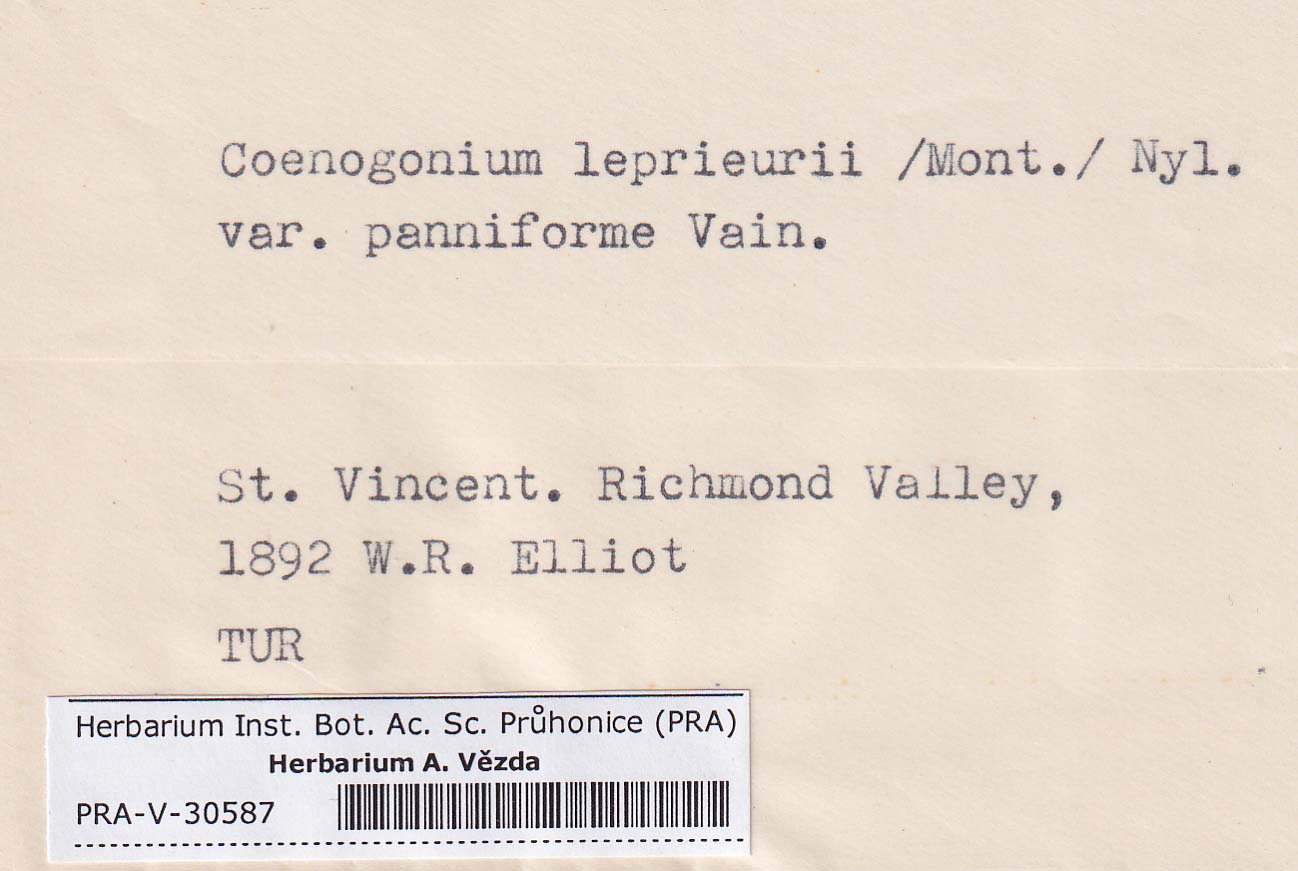 Coenogonium leprieurii /Mont./ Nyl.
var. panniforme Vain.
St. Vincent. Richmond Valley,
1892 W.R. Elliot
TUR
Herbarium Inst. Bot. Ac. Sc. Průhonice (PRA)
Herbarium A. Vězda
PRA-V-30587